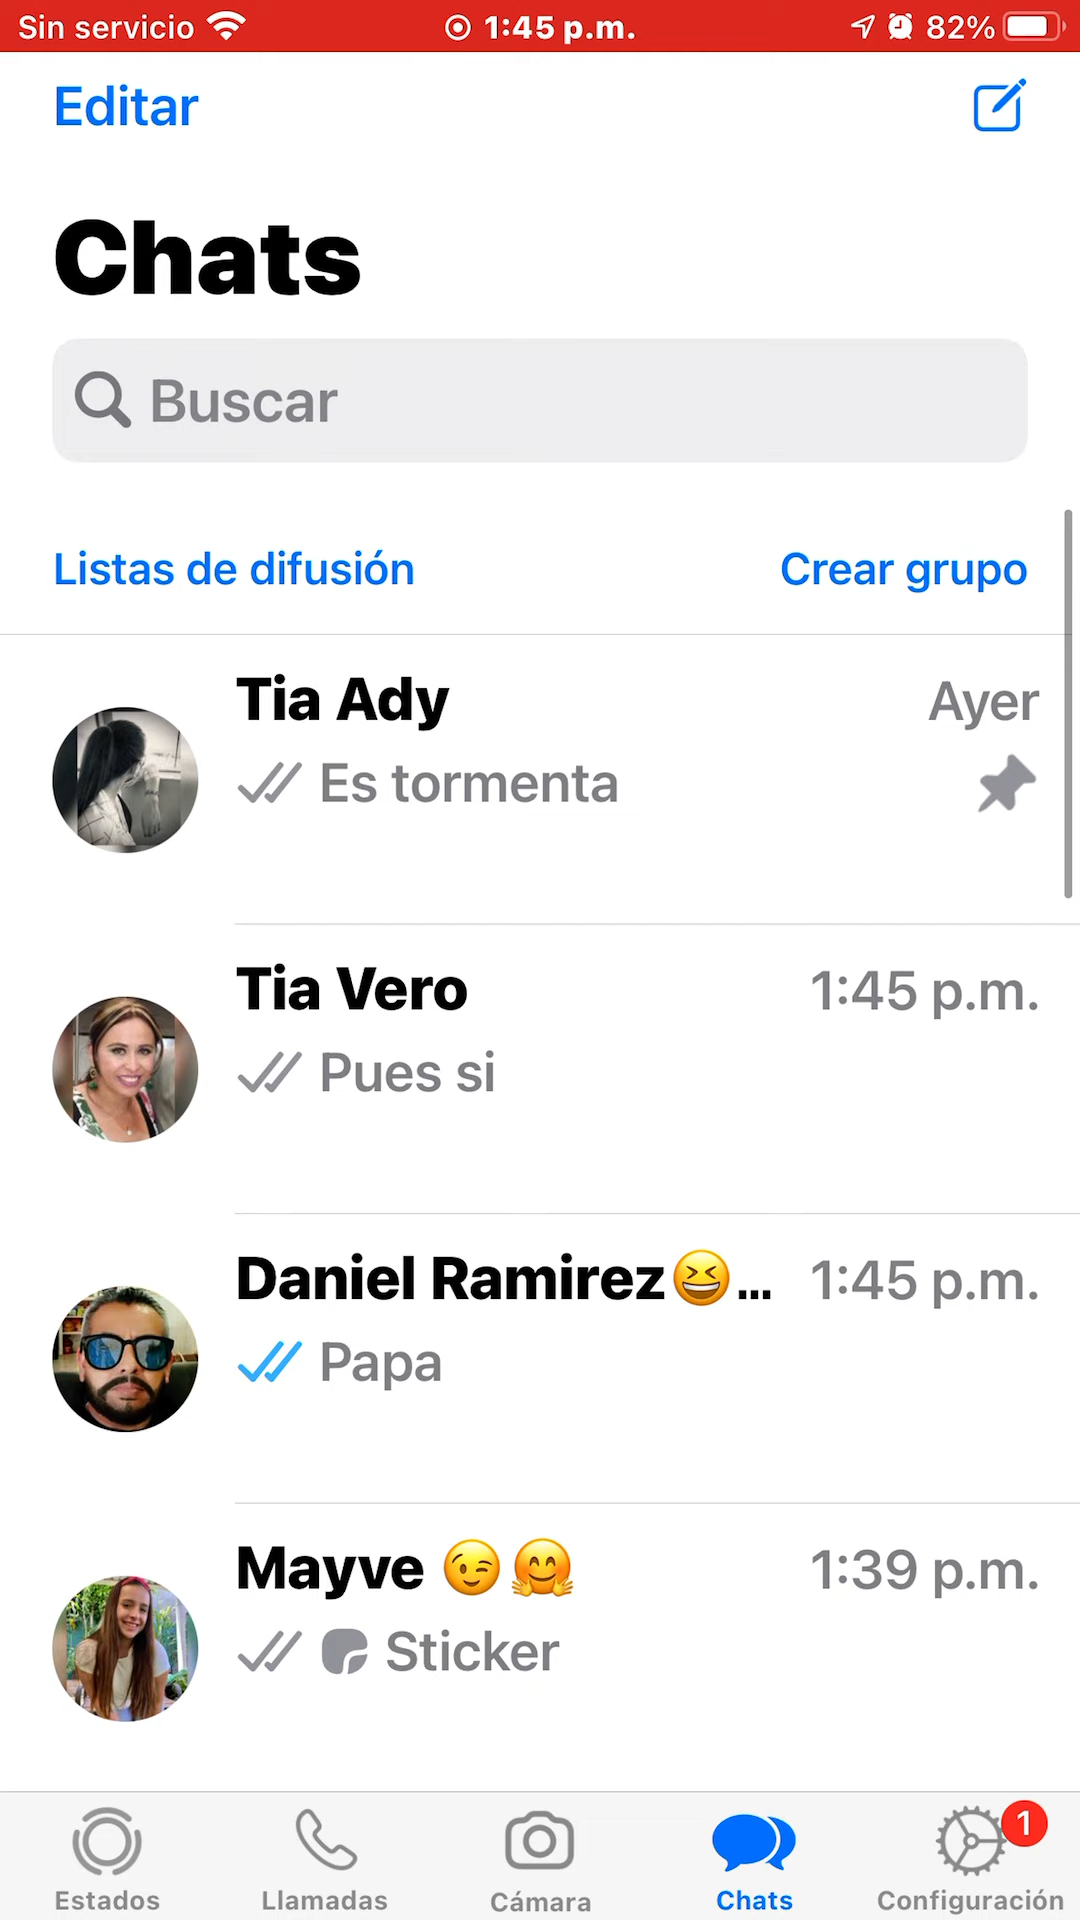 Sin servicio 1:45 p.m. 82%
Editar
Chats
Buscar
Listas de difusión Crear grupo
Tia Ady Ayer
Es tormenta
Tia Vero 1:45 p.m.
Pues si
Daniel Ramirez😆... 1:45 p.m.
Papa
Mayve 😉🤗 1:39 p.m.
Sticker
1
Estados Llamadas Cámara Chats Configuración